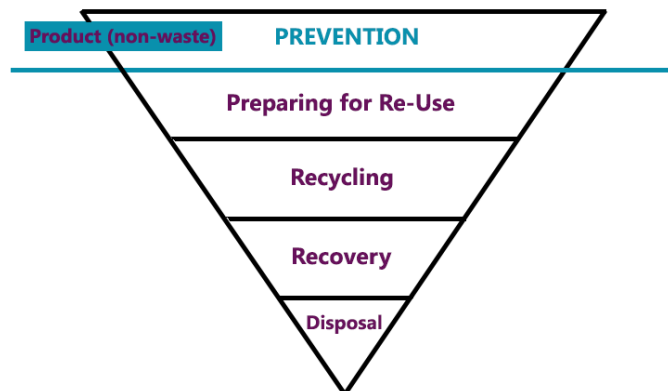 Product (non-waste)
PREVENTION
Preparing for Re-Use
Recycling
Recovery
Disposal